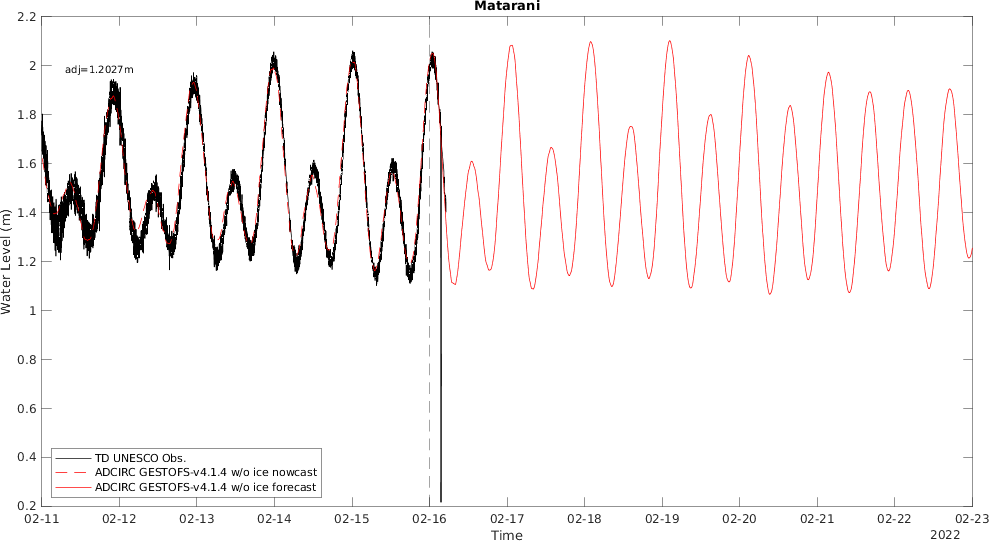 Matarani
2.2
2
1.8
1.6
1.4
1.2
1
0.8
0.6
0.4
0.2
Water Level (m)
adj=1.2027m
TD UNESCO Obs.
ADCIRC GESTOFS-v4.1.4 w/o ice nowcast
ADCIRC GESTOFS-v4.1.4 w/o ice forecast
02-11 02-12 02-13 02-14 02-15 02-16 02-17 02-18 02-19 02-20 02-21 02-22 02-23
Time
2022